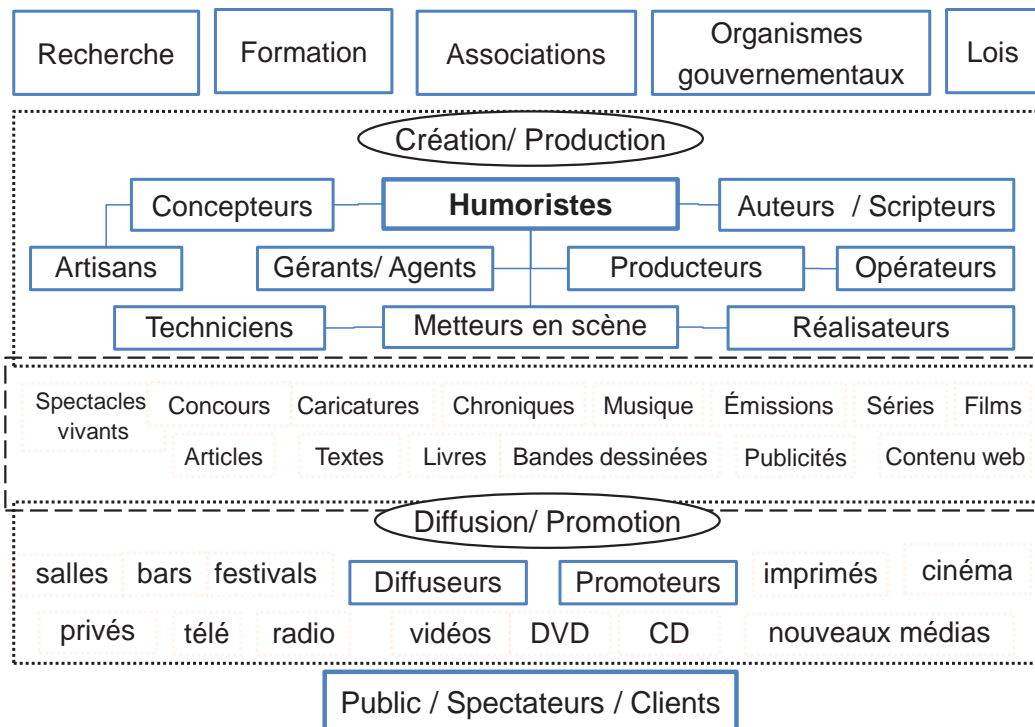 Recherche
Formation
Associations
Organismes
gouvernementaux
Lois
Création/ Production
Concepteurs
Humoristes
Auteurs / Scripteurs
Artisans
Gérants/ Agents
Producteurs
Opérateurs
Techniciens
Metteurs en scène
Réalisateurs
Spectacles
vivants
Concours
Caricatures
Chroniques
Musique
Émissions
Séries
Films
Articles
Textes
Livres
Bandes dessinées
Publicités
Contenu web
Diffusion/ Promotion
salles
bars
festivals
Diffuseurs
Promoteurs
imprimés
cinéma
privés
télé
radio
vidéos
DVD
CD
nouveaux médias
Public / Spectateurs / Clients